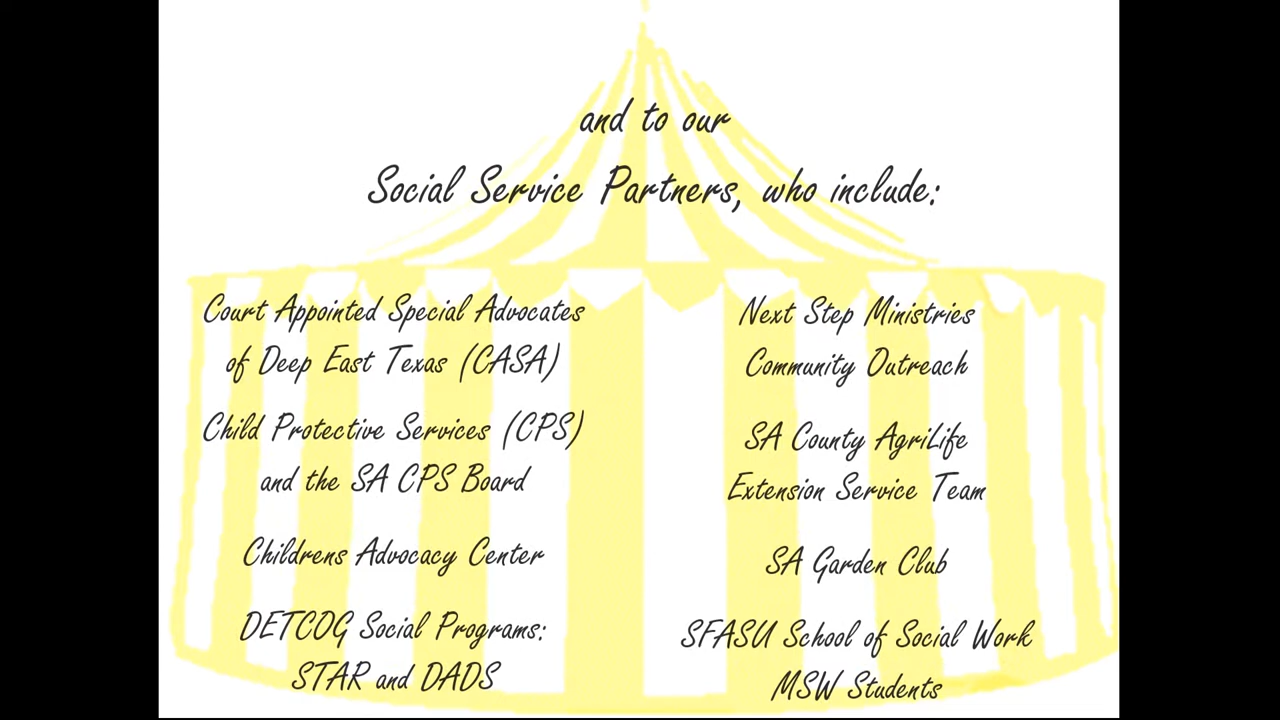 and to our
Social Service Partners, who include:
Court Appointed Special Advocates
of Deep East Texas (CASA)
Child Protective Services (CPS)
and the SA CPS Board
Childrens Advocacy Center
DETCOG Social Programs:
STAR and DADS
Next Step Ministries
Community Outreach
SA County AgriLife
Extension Service Team
SA Garden Club
SFASU School of Social Work
MSW Students